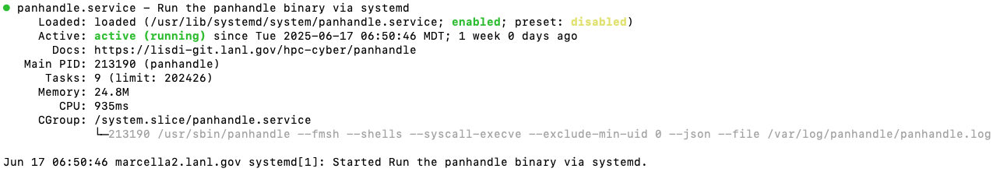 ● panhandle.service - Run the panhandle binary via systemd
Loaded: loaded (/usr/lib/systemd/system/panhandle.service; enabled; preset: disabled)
Active: active (running) since Tue 2025-06-17 06:50:46 MDT; 1 week 0 days ago
Docs: https://lisdi-git.lanl.gov/hpc-cyber/panhandle
Main PID: 213190 (panhandle)
Tasks: 9 (limit: 202426)
Memory: 24.8M
CPU: 935ms
CGroup: /system.slice/panhandle.service
└─213190 /usr/sbin/panhandle --fmsh --shells --syscall-execve --exclude-min-uid 0 --json --file /var/log/panhandle/panhandle.log
Jun 17 06:50:46 marcella2.lanl.gov systemd[1]: Started Run the panhandle binary via systemd.